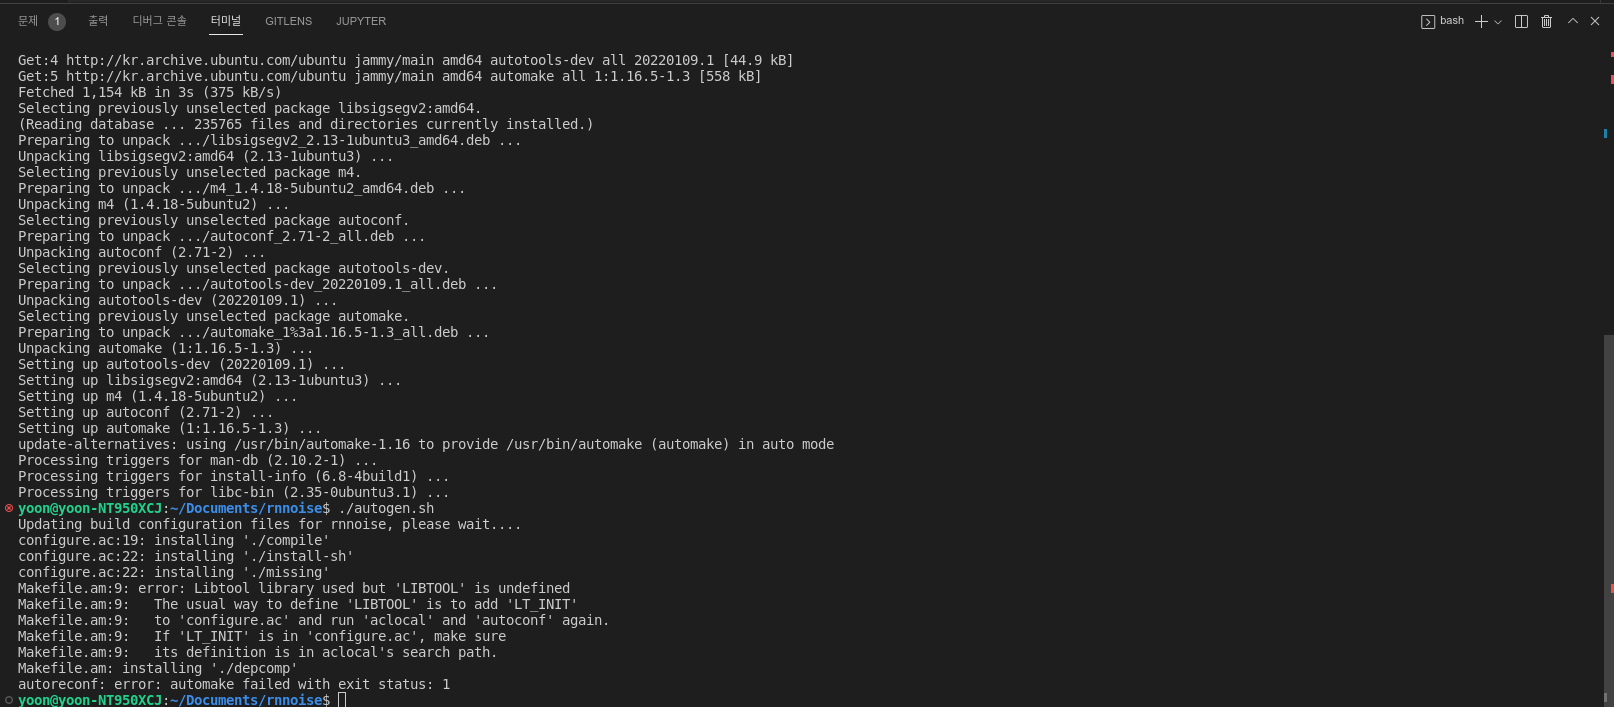 문제 1 출력 디버그 콘솔 터미널 GITLENS JUPYTER bash
Get:4 http://kr.archive.ubuntu.com/ubuntu jammy/main amd64 autotools-dev all 20220109.1 [44.9 kB]
Get:5 http://kr.archive.ubuntu.com/ubuntu jammy/main amd64 automake all 1:1.16.5-1.3 [558 kB]
Fetched 1,154 kB in 3s (375 kB/s)
Selecting previously unselected package libsigsegv2:amd64.
(Reading database ... 235765 files and directories currently installed.)
Preparing to unpack .../libsigsegv2_2.13-1ubuntu3_amd64.deb ...
Unpacking libsigsegv2:amd64 (2.13-1ubuntu3) ...
Selecting previously unselected package m4.
Preparing to unpack .../m4_1.4.18-5ubuntu2_amd64.deb ...
Unpacking m4 (1.4.18-5ubuntu2) ...
Selecting previously unselected package autoconf.
Preparing to unpack .../autoconf_2.71-2_all.deb ...
Unpacking autoconf (2.71-2) ...
Selecting previously unselected package autotools-dev.
Preparing to unpack .../autotools-dev_20220109.1_all.deb ...
Unpacking autotools-dev (20220109.1) ...
Selecting previously unselected package automake.
Preparing to unpack .../automake_1%3a1.16.5-1.3_all.deb ...
Unpacking automake (1:1.16.5-1.3) ...
Setting up autotools-dev (20220109.1) ...
Setting up libsigsegv2:amd64 (2.13-1ubuntu3) ...
Setting up m4 (1.4.18-5ubuntu2) ...
Setting up autoconf (2.71-2) ...
Setting up automake (1:1.16.5-1.3) ...
update-alternatives: using /usr/bin/automake-1.16 to provide /usr/bin/automake (automake) in auto mode
Processing triggers for man-db (2.10.2-1) ...
Processing triggers for install-info (6.8-4build1) ...
Processing triggers for libc-bin (2.35-0ubuntu3.1) ...
yoon@yoon-NT950XCJ:~/Documents/rnnoise$ ./autogen.sh
Updating build configuration files for rnnoise, please wait....
configure.ac:19: installing './compile'
configure.ac:22: installing './install-sh'
configure.ac:22: installing './missing'
Makefile.am:9: error: Libtool library used but 'LIBTOOL' is undefined
Makefile.am:9:   The usual way to define 'LIBTOOL' is to add 'LT_INIT'
Makefile.am:9:   to 'configure.ac' and run 'aclocal' and 'autoconf' again.
Makefile.am:9:   If 'LT_INIT' is in 'configure.ac', make sure
Makefile.am:9:   its definition is in aclocal's search path.
Makefile.am: installing './depcomp'
autoreconf: error: automake failed with exit status: 1
yoon@yoon-NT950XCJ:~/Documents/rnnoise$